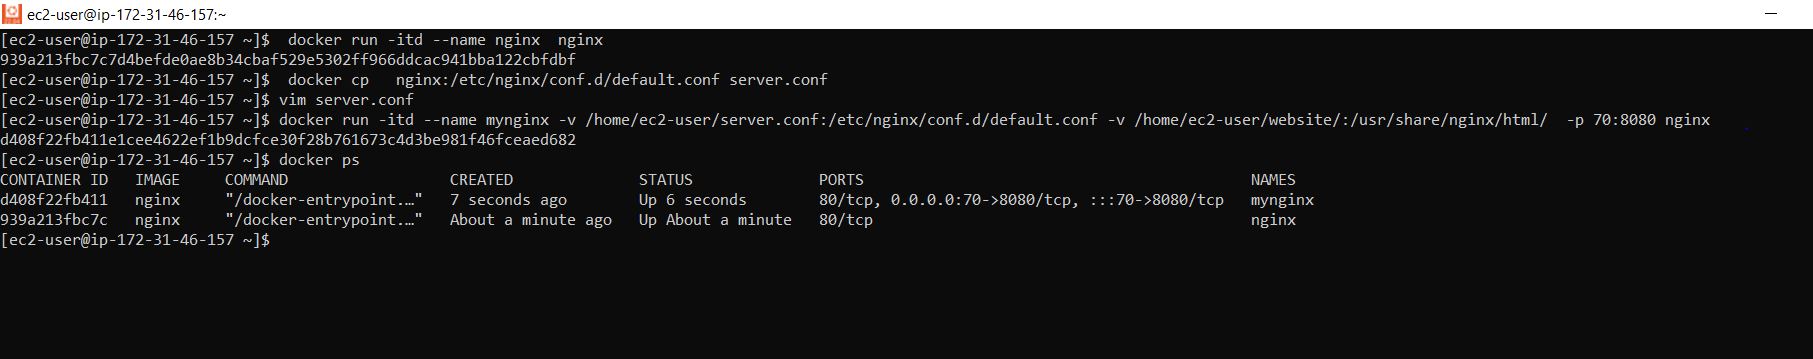 ec2-user@ip-172-31-46-157:~
[ec2-user@ip-172-31-46-157 ~]$  docker run -itd --name nginx  nginx
939a213fbc7c7d4befde0ae8b34cbaf529e5302ff966ddcac941bba122cbfdbf
[ec2-user@ip-172-31-46-157 ~]$  docker cp   nginx:/etc/nginx/conf.d/default.conf server.conf
[ec2-user@ip-172-31-46-157 ~]$ vim server.conf
[ec2-user@ip-172-31-46-157 ~]$ docker run -itd --name mynginx -v /home/ec2-user/server.conf:/etc/nginx/conf.d/default.conf -v /home/ec2-user/website/:/usr/share/nginx/html/  -p 70:8080 nginx
d408f22fb411e1cee4622ef1b9dcfce30f28b761673c4d3be981f46fceaed682
[ec2-user@ip-172-31-46-157 ~]$ docker ps
CONTAINER ID   IMAGE     COMMAND                  CREATED              STATUS              PORTS                                           NAMES
d408f22fb411   nginx     "/docker-entrypoint.…"   7 seconds ago        Up 6 seconds        80/tcp, 0.0.0.0:70->8080/tcp, :::70->8080/tcp   mynginx
939a213fbc7c   nginx     "/docker-entrypoint.…"   About a minute ago   Up About a minute   80/tcp                                          nginx
[ec2-user@ip-172-31-46-157 ~]$